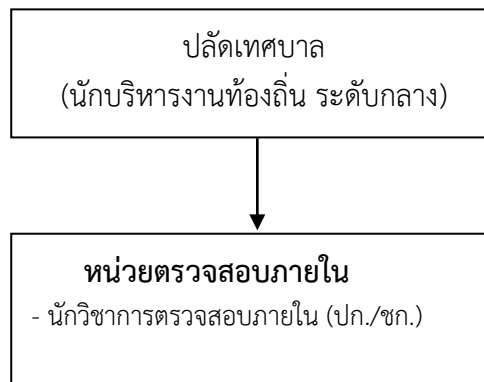 ปลัดเทศบาล
(นักบริหารงานท้องถิ่น ระดับกลาง)
หน่วยตรวจสอบภายใน
- นักวิชาการตรวจสอบภายใน (ปก./ชก.)